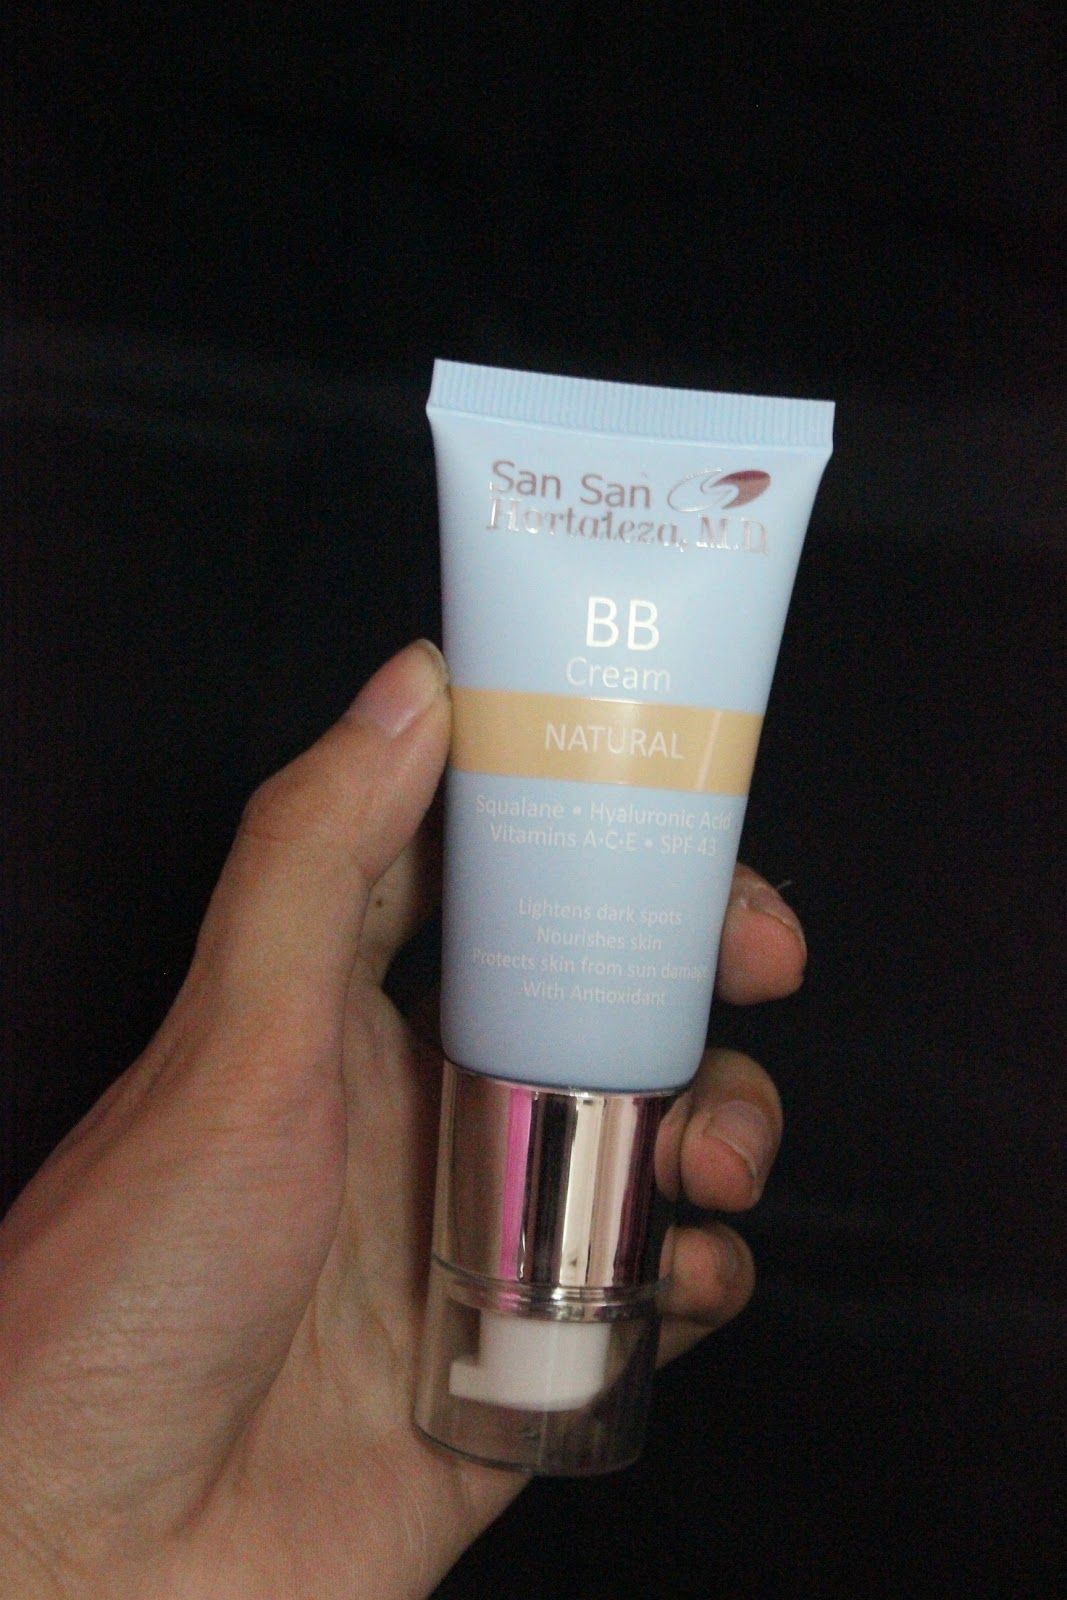 San San
Hortaleza, M.D.
BB
Cream
NATURAL
Squalane • Hyaluronic Acid
Vitamins A•C•E • SPF 43
Lightens dark spots
Nourishes skin
Protects skin from sun damage
With Antioxidant